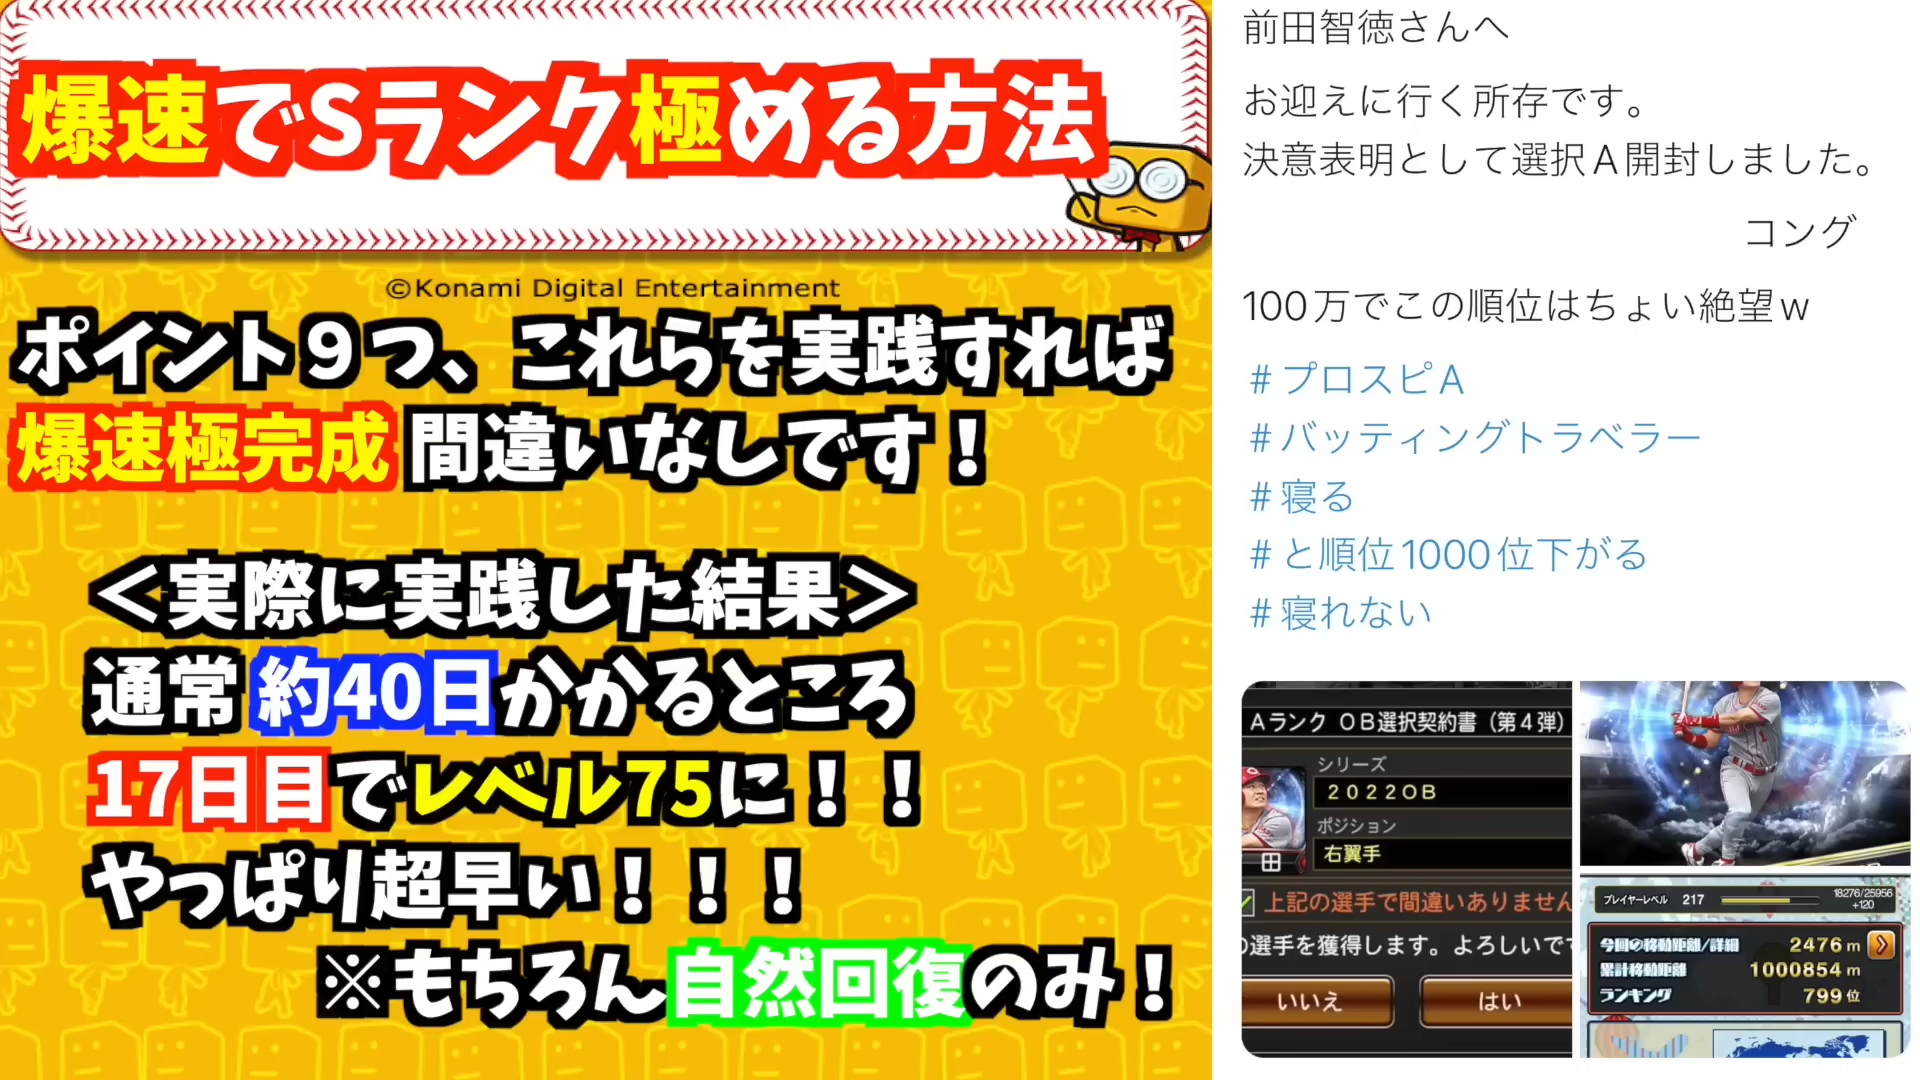 爆速でSランク極める方法
©Konami Digital Entertainment
ポイント9つ、これらを実践すれば
爆速極完成 間違いなしです！
＜実際に実践した結果＞
通常 約40日かかるところ
17日目でレベル75に！！
やっぱり超早い！！！
※もちろん自然回復のみ！
前田智徳さんへ
お迎えに行く所存です。
決意表明として選択A開封しました。
コング
100万でこの順位はちょい絶望w
#プロスピA
#バッティングトラベラー
#寝る
#と順位1000位下がる
#寝れない
Aランク OB選択契約書（第4弾）
シリーズ
2022OB
ポジション
右翼手
上記の選手で間違いありません
の選手を獲得します。よろしいで
いいえ
はい
プレイヤーレベル 217
18276/25956
+120
今回の移動距離/詳細 2476 m
累計移動距離 1000854 m
ランキング 799 位